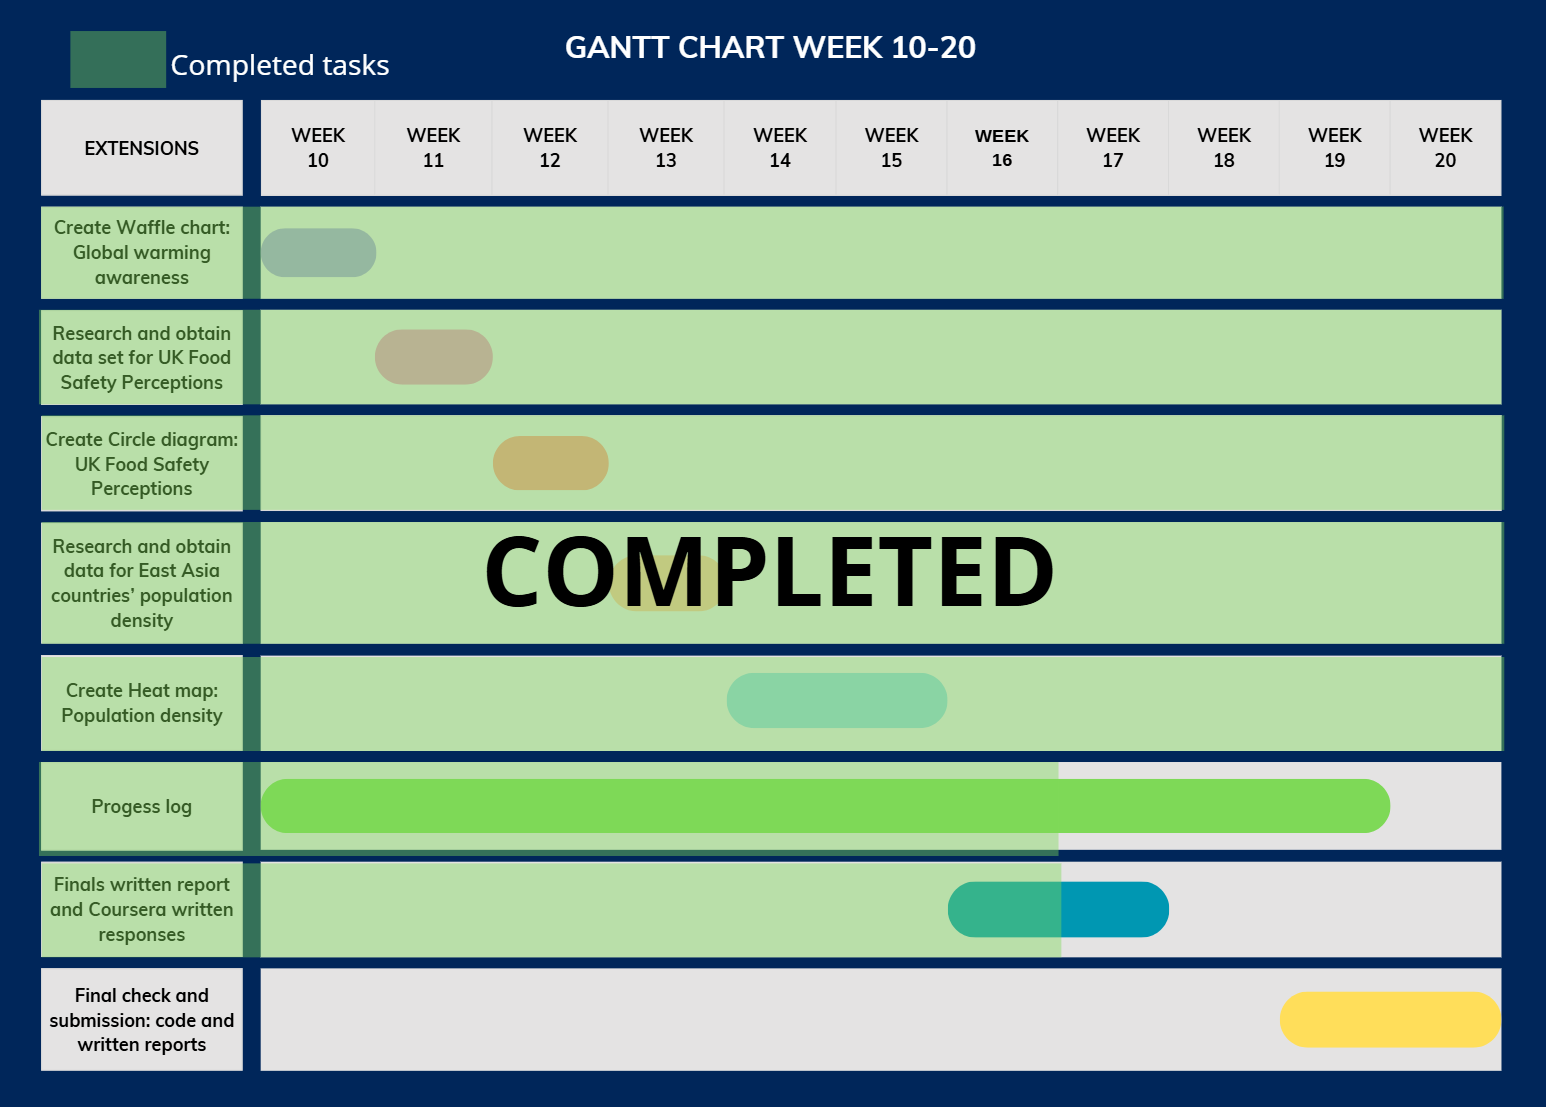 GANTT CHART WEEK 10-20
Completed tasks
EXTENSIONS
WEEK
10
WEEK
11
WEEK
12
WEEK
13
WEEK
14
WEEK
15
WEEK
16
WEEK
17
WEEK
18
WEEK
19
WEEK
20
Create Waffle chart:
Global warming
awareness
Research and obtain
data set for UK Food
Safety Perceptions
Create Circle diagram:
UK Food Safety
Perceptions
Research and obtain
data for East Asia
countries’ population
density
COMPLETED
Create Heat map:
Population density
Progess log
Finals written report
and Coursera written
responses
Final check and
submission: code and
written reports